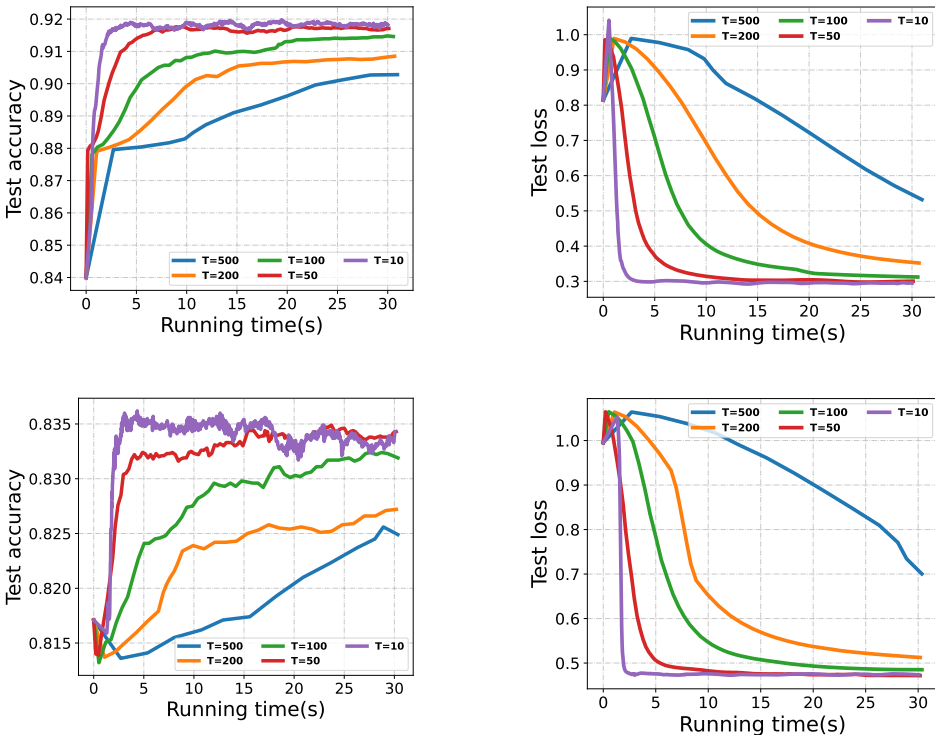 0.92
0.91
0.90
0.89
0.88
0.87
0.86
0.85
0.84
Test accuracy
T=500 T=100 T=10
T=200 T=50
0 5 10 15 20 25 30
Running time(s)
1.0
0.9
0.8
0.7
0.6
0.5
0.4
0.3
Test loss
T=500 T=100 T=10
T=200 T=50
0 5 10 15 20 25 30
Running time(s)
0.835
0.830
0.825
0.820
0.815
Test accuracy
T=500 T=100 T=10
T=200 T=50
0 5 10 15 20 25 30
Running time(s)
1.0
0.9
0.8
0.7
0.6
0.5
Test loss
T=500 T=100 T=10
T=200 T=50
0 5 10 15 20 25 30
Running time(s)